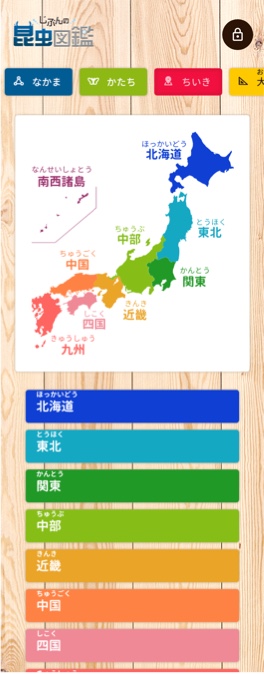 じぶんの
昆虫図鑑
なかま
かたち
ちいき
お
大
ほっかいどう
北海道
なんせいしょとう
南西諸島
とうほく
東北
ちゅうぶ
中部
ちゅうごく
中国
かんとう
関東
きんき
近畿
しこく
四国
きゅうしゅう
九州
ほっかいどう
北海道
とうほく
東北
かんとう
関東
ちゅうぶ
中部
きんき
近畿
ちゅうごく
中国
しこく
四国